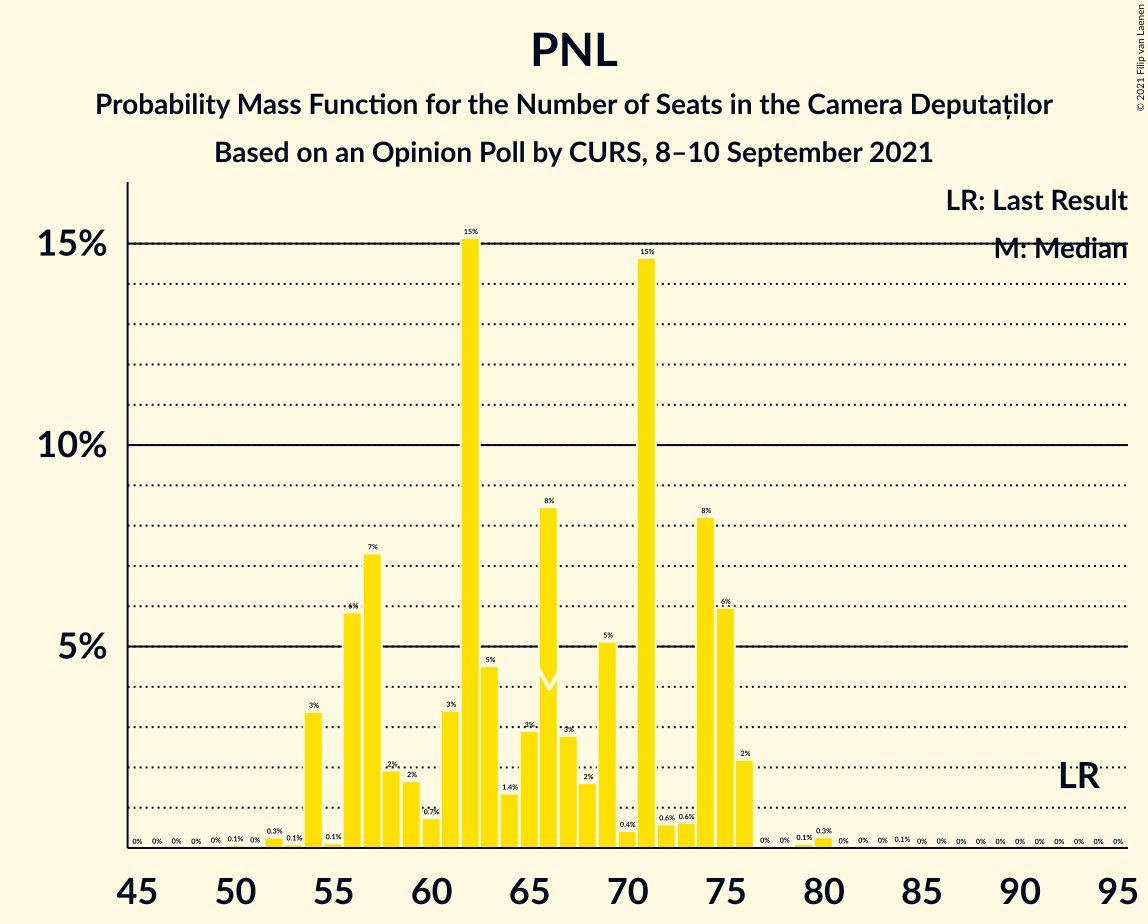 PNL
Probability Mass Function for the Number of Seats in the Camera Deputaților
Based on an Opinion Poll by CURS, 8–10 September 2021
© 2021 Filip van Laenen
LR: Last Result
M: Median
15%
10%
5%
0% 0% 0% 0% 0% 0.1% 0% 0.3% 0.1% 3% 0.1% 6% 7% 2% 2% 0.7% 3% 15% 5% 1.4% 3% 8% 3% 2% 5% 0.4% 15% 0.6% 0.6% 8% 6% 2% 0% 0% 0.1% 0.3% 0% 0% 0% 0.1% 0% 0% 0% 0% 0% 0% 0% 0% 0% 0% 0%
LR
45 50 55 60 65 70 75 80 85 90 95